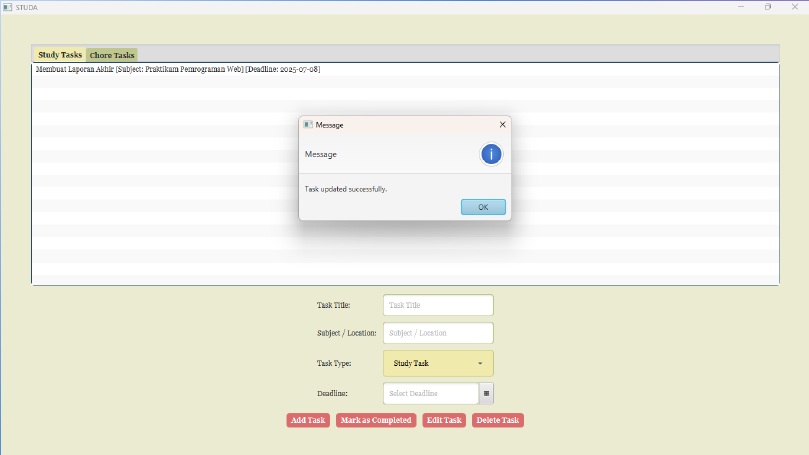 STUDA
Study Tasks Chore Tasks
Membuat Laporan Akhir [Subject: Praktikum Pemrograman Web] [Deadline: 2025-07-08]
Message
Message
Task updated successfully.
OK
Task Title: Task Title
Subject / Location: Subject / Location
Task Type: Study Task
Deadline: Select Deadline
Add Task Mark as Completed Edit Task Delete Task